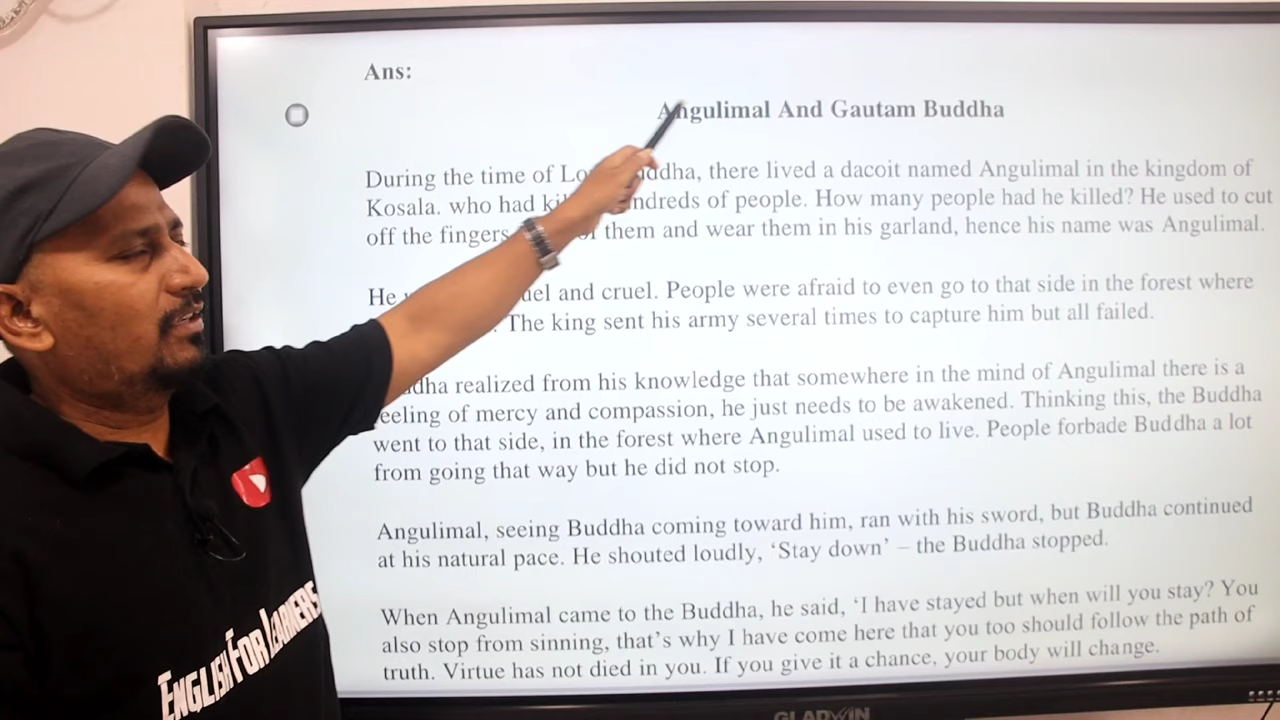 Ans:
Angulimal And Gautam Buddha
During the time of Lo ddha, there lived a dacoit named Angulimal in the kingdom of
Kosala. who had ki ndreds of people. How many people had he killed? He used to cut
off the fingers them and wear them in his garland, hence his name was Angulimal.
He uel and cruel. People were afraid to even go to that side in the forest where
. The king sent his army several times to capture him but all failed.
dha realized from his knowledge that somewhere in the mind of Angulimal there is a
eeling of mercy and compassion, he just needs to be awakened. Thinking this, the Buddha
went to that side, in the forest where Angulimal used to live. People forbade Buddha a lot
from going that way but he did not stop.
Angulimal, seeing Buddha coming toward him, ran with his sword, but Buddha continued
at his natural pace. He shouted loudly, ‘Stay down’ – the Buddha stopped.
When Angulimal came to the Buddha, he said, ‘I have stayed but when will you stay? You
also stop from sinning, that’s why I have come here that you too should follow the path of
truth. Virtue has not died in you. If you give it a chance, your body will change.
ENGLISH FOR LEARNERS
GLADWIN